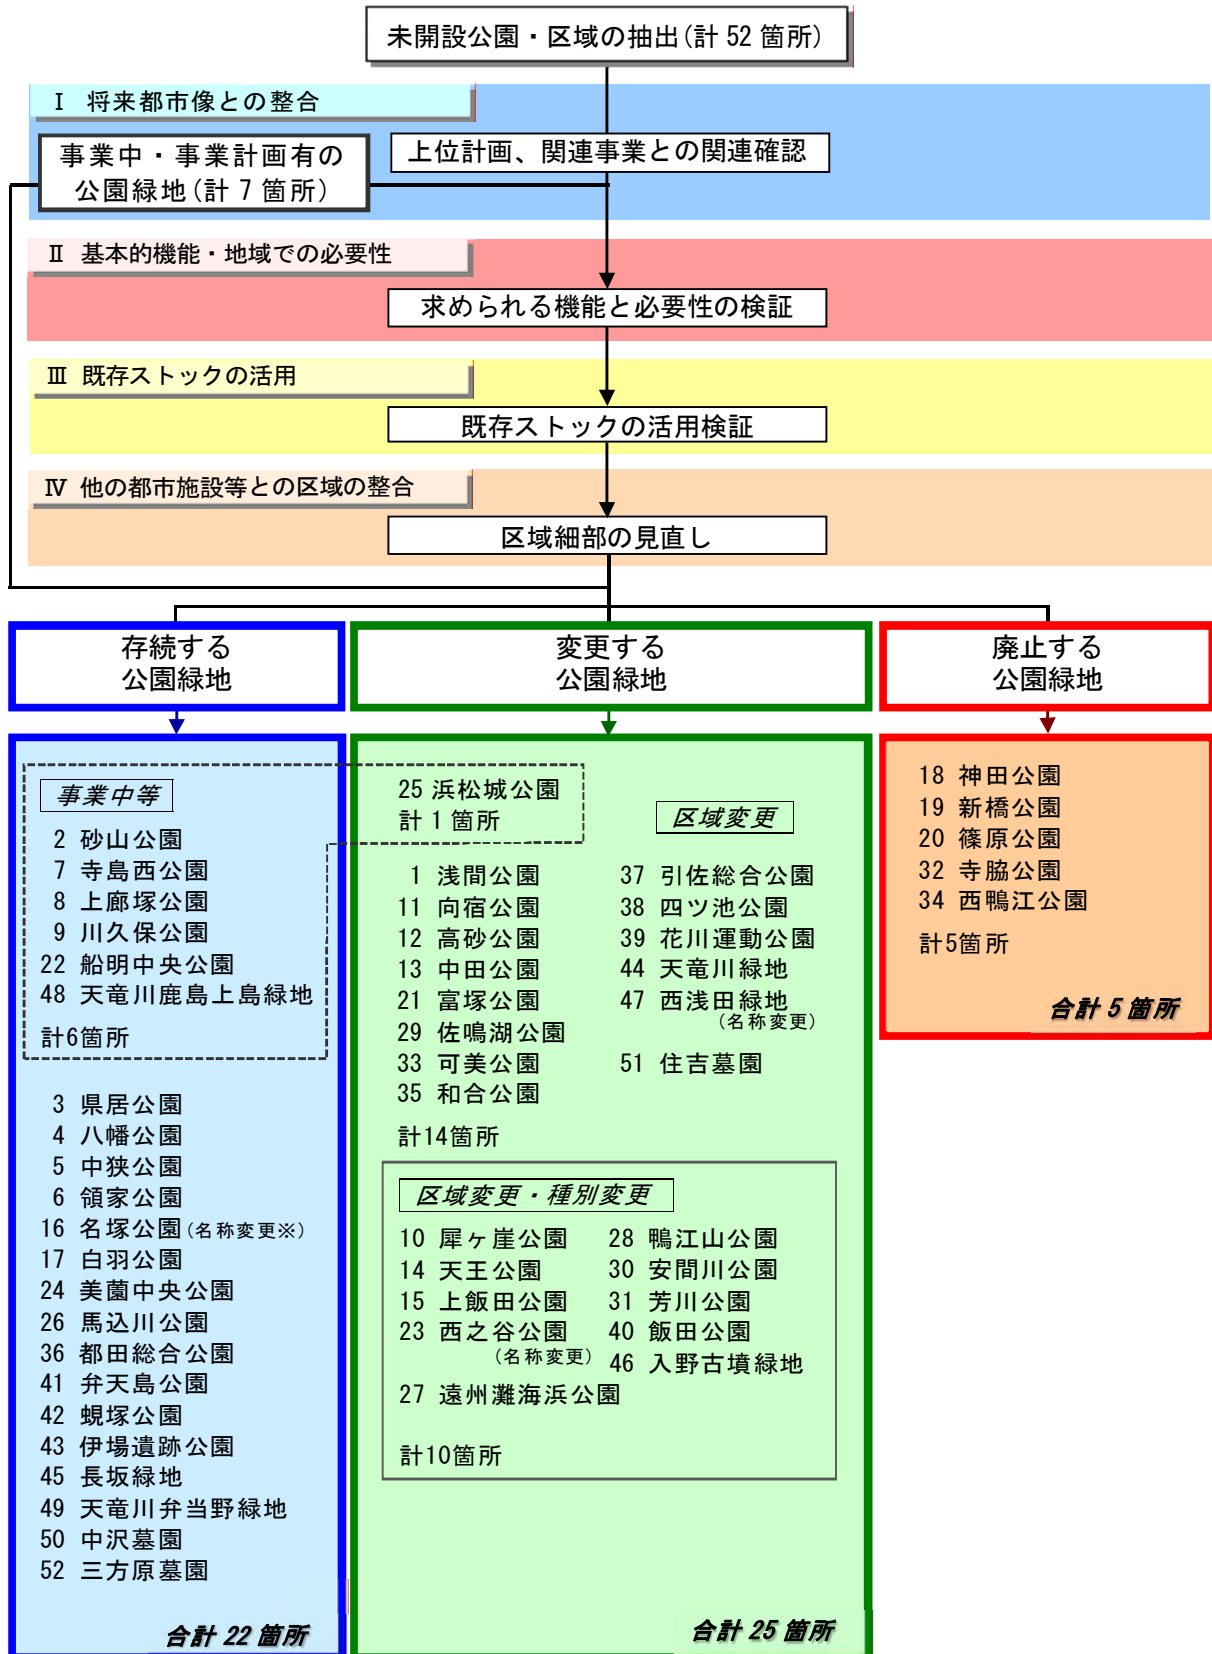 未開設公園・区域の抽出(計 52 箇所)
Ⅰ 将来都市像との整合
事業中・事業計画有の
公園緑地(計 7 箇所)
上位計画、関連事業との関連確認
Ⅱ 基本的機能・地域での必要性
求められる機能と必要性の検証
Ⅲ 既存ストックの活用
既存ストックの活用検証
Ⅳ 他の都市施設等との区域の整合
区域細部の見直し
存続する
公園緑地
事業中等
2 砂山公園
7 寺島西公園
8 上廊塚公園
9 川久保公園
22 船明中央公園
48 天竜川鹿島上島緑地
計6箇所
3 県居公園
4 八幡公園
5 中狭公園
6 領家公園
16 名塚公園(名称変更※)
17 白羽公園
24 美薗中央公園
26 馬込川公園
36 都田総合公園
41 弁天島公園
42 蜆塚公園
43 伊場遺跡公園
45 長坂緑地
49 天竜川弁当野緑地
50 中沢墓園
52 三方原墓園
合計 22 箇所
変更する
公園緑地
25 浜松城公園
計 1 箇所
区域変更
1 浅間公園
11 向宿公園
12 高砂公園
13 中田公園
21 富塚公園
29 佐鳴湖公園
33 可美公園
35 和合公園
37 引佐総合公園
38 四ツ池公園
39 花川運動公園
44 天竜川緑地
47 西浅田緑地
(名称変更)
51 住吉墓園
計14箇所
区域変更・種別変更
10 犀ヶ崖公園
14 天王公園
15 上飯田公園
23 西之谷公園
(名称変更)
27 遠州灘海浜公園
28 鴨江山公園
30 安間川公園
31 芳川公園
40 飯田公園
46 入野古墳緑地
計10箇所
合計 25 箇所
廃止する
公園緑地
18 神田公園
19 新橋公園
20 篠原公園
32 寺脇公園
34 西鴨江公園
計5箇所
合計 5 箇所